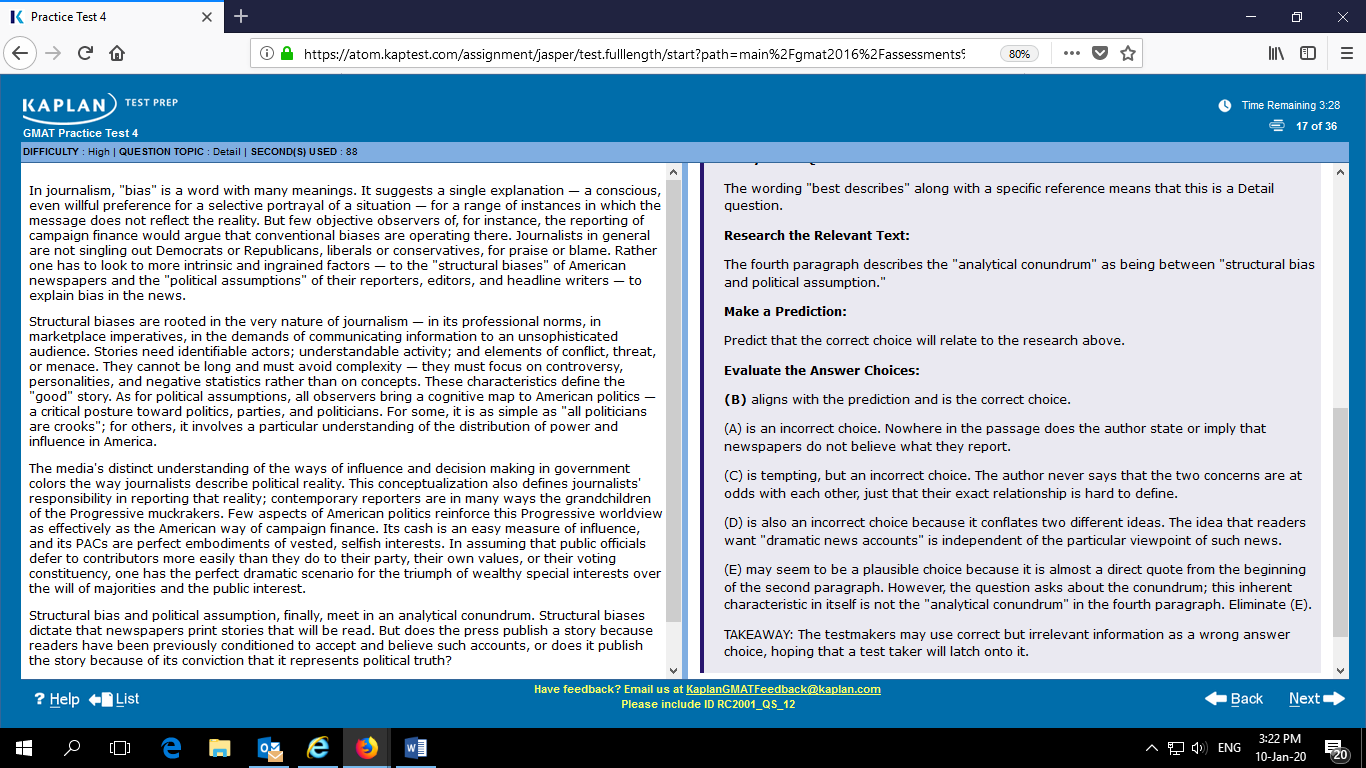 Practice Test 4
https://atom.kaptest.com/assignment/jasper/test.fulllength/start?path=main%2Fgmat2016%2Fassessments%
80%
KAPLAN TEST PREP
GMAT Practice Test 4
Time Remaining 3:28
17 of 36
DIFFICULTY : High | QUESTION TOPIC : Detail | SECOND(S) USED : 88
In journalism, "bias" is a word with many meanings. It suggests a single explanation — a conscious,
even willful preference for a selective portrayal of a situation — for a range of instances in which the
message does not reflect the reality. But few objective observers of, for instance, the reporting of
campaign finance would argue that conventional biases are operating there. Journalists in general
are not singling out Democrats or Republicans, liberals or conservatives, for praise or blame. Rather
one has to look to more intrinsic and ingrained factors — to the "structural biases" of American
newspapers and the "political assumptions" of their reporters, editors, and headline writers — to
explain bias in the news.
Structural biases are rooted in the very nature of journalism — in its professional norms, in
marketplace imperatives, in the demands of communicating information to an unsophisticated
audience. Stories need identifiable actors; understandable activity; and elements of conflict, threat,
or menace. They cannot be long and must avoid complexity — they must focus on controversy,
personalities, and negative statistics rather than on concepts. These characteristics define the
"good" story. As for political assumptions, all observers bring a cognitive map to American politics —
a critical posture toward politics, parties, and politicians. For some, it is as simple as "all politicians
are crooks"; for others, it involves a particular understanding of the distribution of power and
influence in America.
The media's distinct understanding of the ways of influence and decision making in government
colors the way journalists describe political reality. This conceptualization also defines journalists'
responsibility in reporting that reality; contemporary reporters are in many ways the grandchildren
of the Progressive muckrakers. Few aspects of American politics reinforce this Progressive worldview
as effectively as the American way of campaign finance. Its cash is an easy measure of influence,
and its PACs are perfect embodiments of vested, selfish interests. In assuming that public officials
defer to contributors more easily than they do to their party, their own values, or their voting
constituency, one has the perfect dramatic scenario for the triumph of wealthy special interests over
the will of majorities and the public interest.
Structural bias and political assumption, finally, meet in an analytical conundrum. Structural biases
dictate that newspapers print stories that will be read. But does the press publish a story because
readers have been previously conditioned to accept and believe such accounts, or does it publish
the story because of its conviction that it represents political truth?
The wording "best describes" along with a specific reference means that this is a Detail
question.
Research the Relevant Text:
The fourth paragraph describes the "analytical conundrum" as being between "structural bias
and political assumption."
Make a Prediction:
Predict that the correct choice will relate to the research above.
Evaluate the Answer Choices:
(B) aligns with the prediction and is the correct choice.
(A) is an incorrect choice. Nowhere in the passage does the author state or imply that
newspapers do not believe what they report.
(C) is tempting, but an incorrect choice. The author never says that the two concerns are at
odds with each other, just that their exact relationship is hard to define.
(D) is also an incorrect choice because it conflates two different ideas. The idea that readers
want "dramatic news accounts" is independent of the particular viewpoint of such news.
(E) may seem to be a plausible choice because it is almost a direct quote from the beginning
of the second paragraph. However, the question asks about the conundrum; this inherent
characteristic in itself is not the "analytical conundrum" in the fourth paragraph. Eliminate (E).
TAKEAWAY: The testmakers may use correct but irrelevant information as a wrong answer
choice, hoping that a test taker will latch onto it.
? Help List
Have feedback? Email us at KaplanGMATFeedback@kaplan.com
Please include ID RC2001_QS_12
Back Next
ENG
3:22 PM
10-Jan-20
20